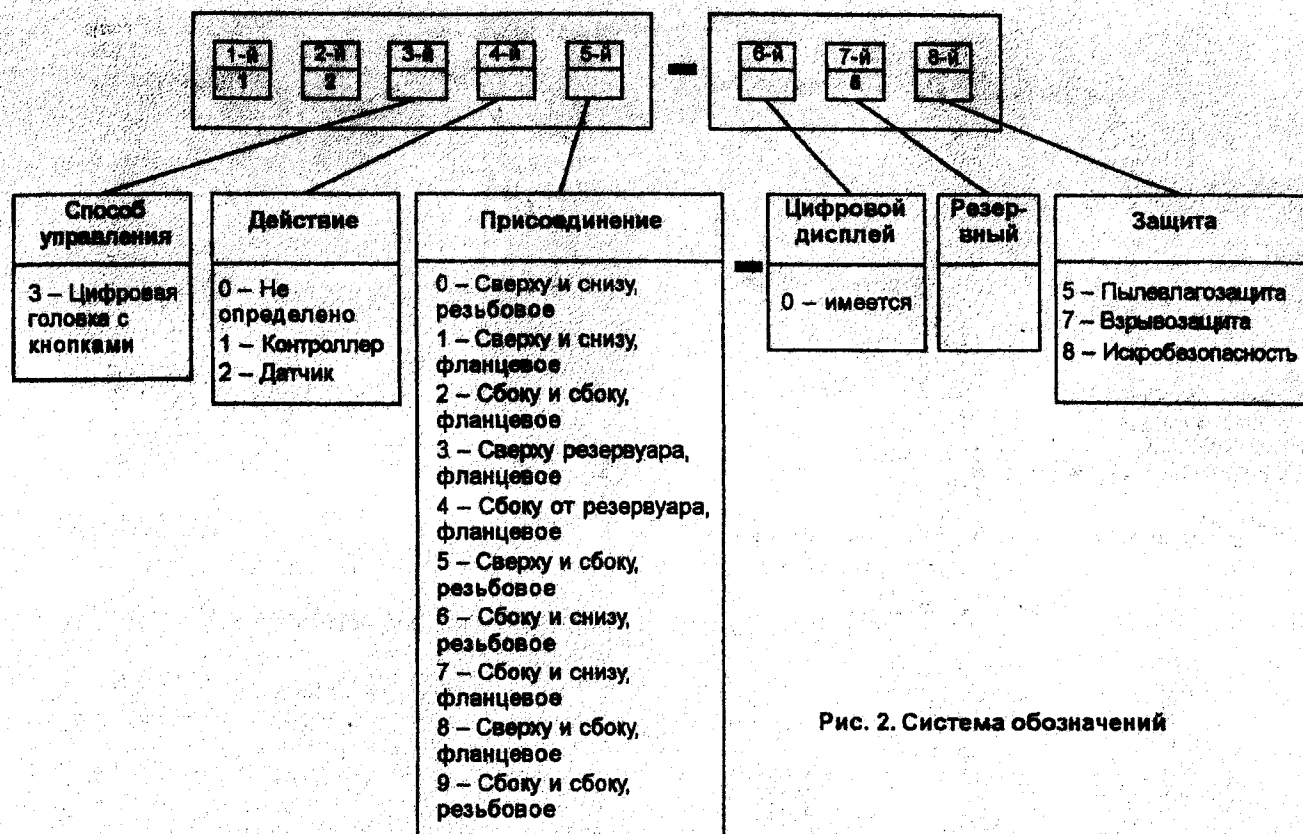 1-й 2-й 3-й 4-й 5-й 6-й 7-й 8-й
1 2
Способ
управления
3 – Цифровая
головка с
кнопками
Действие
0 – Не
определено
1 – Контроллер
2 – Датчик
Присоединение
0 – Сверху и снизу,
резьбовое
1 – Сверху и снизу,
фланцевое
2 – Сбоку и сбоку,
фланцевое
3 – Сверху резервуара,
фланцевое
4 – Сбоку от резервуара,
фланцевое
5 – Сверху и сбоку,
резьбовое
6 – Сбоку и снизу,
резьбовое
7 – Сбоку и снизу,
фланцевое
8 – Сверху и сбоку,
фланцевое
9 – Сбоку и сбоку,
резьбовое
Цифровой
дисплей
0 – имеется
Резер-
вный
Защита
5 – Пылевлагозащита
7 – Взрывозащита
8 – Искробезопасность
Рис. 2. Система обозначений